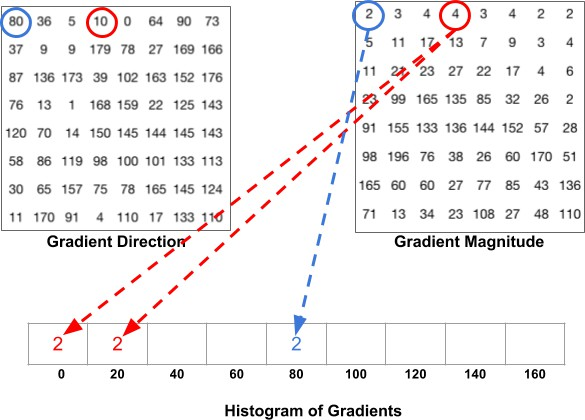 80 36 5 10 0 64 90 73
37 9 9 179 78 27 169 166
87 136 173 39 102 163 152 176
76 13 1 168 159 22 125 143
120 70 14 150 145 144 145 143
58 86 119 98 100 101 133 113
30 65 157 75 78 165 145 124
11 170 91 4 110 17 133 110
Gradient Direction
2 3 4 4 3 4 2 2
5 11 17 13 7 9 3 4
11 21 23 27 22 17 4 6
23 99 165 135 85 32 26 2
91 155 133 136 144 152 57 28
98 196 76 38 26 60 170 51
165 60 60 27 77 85 43 136
71 13 34 23 108 27 48 110
Gradient Magnitude
2 2 2
0 20 40 60 80 100 120 140 160
Histogram of Gradients